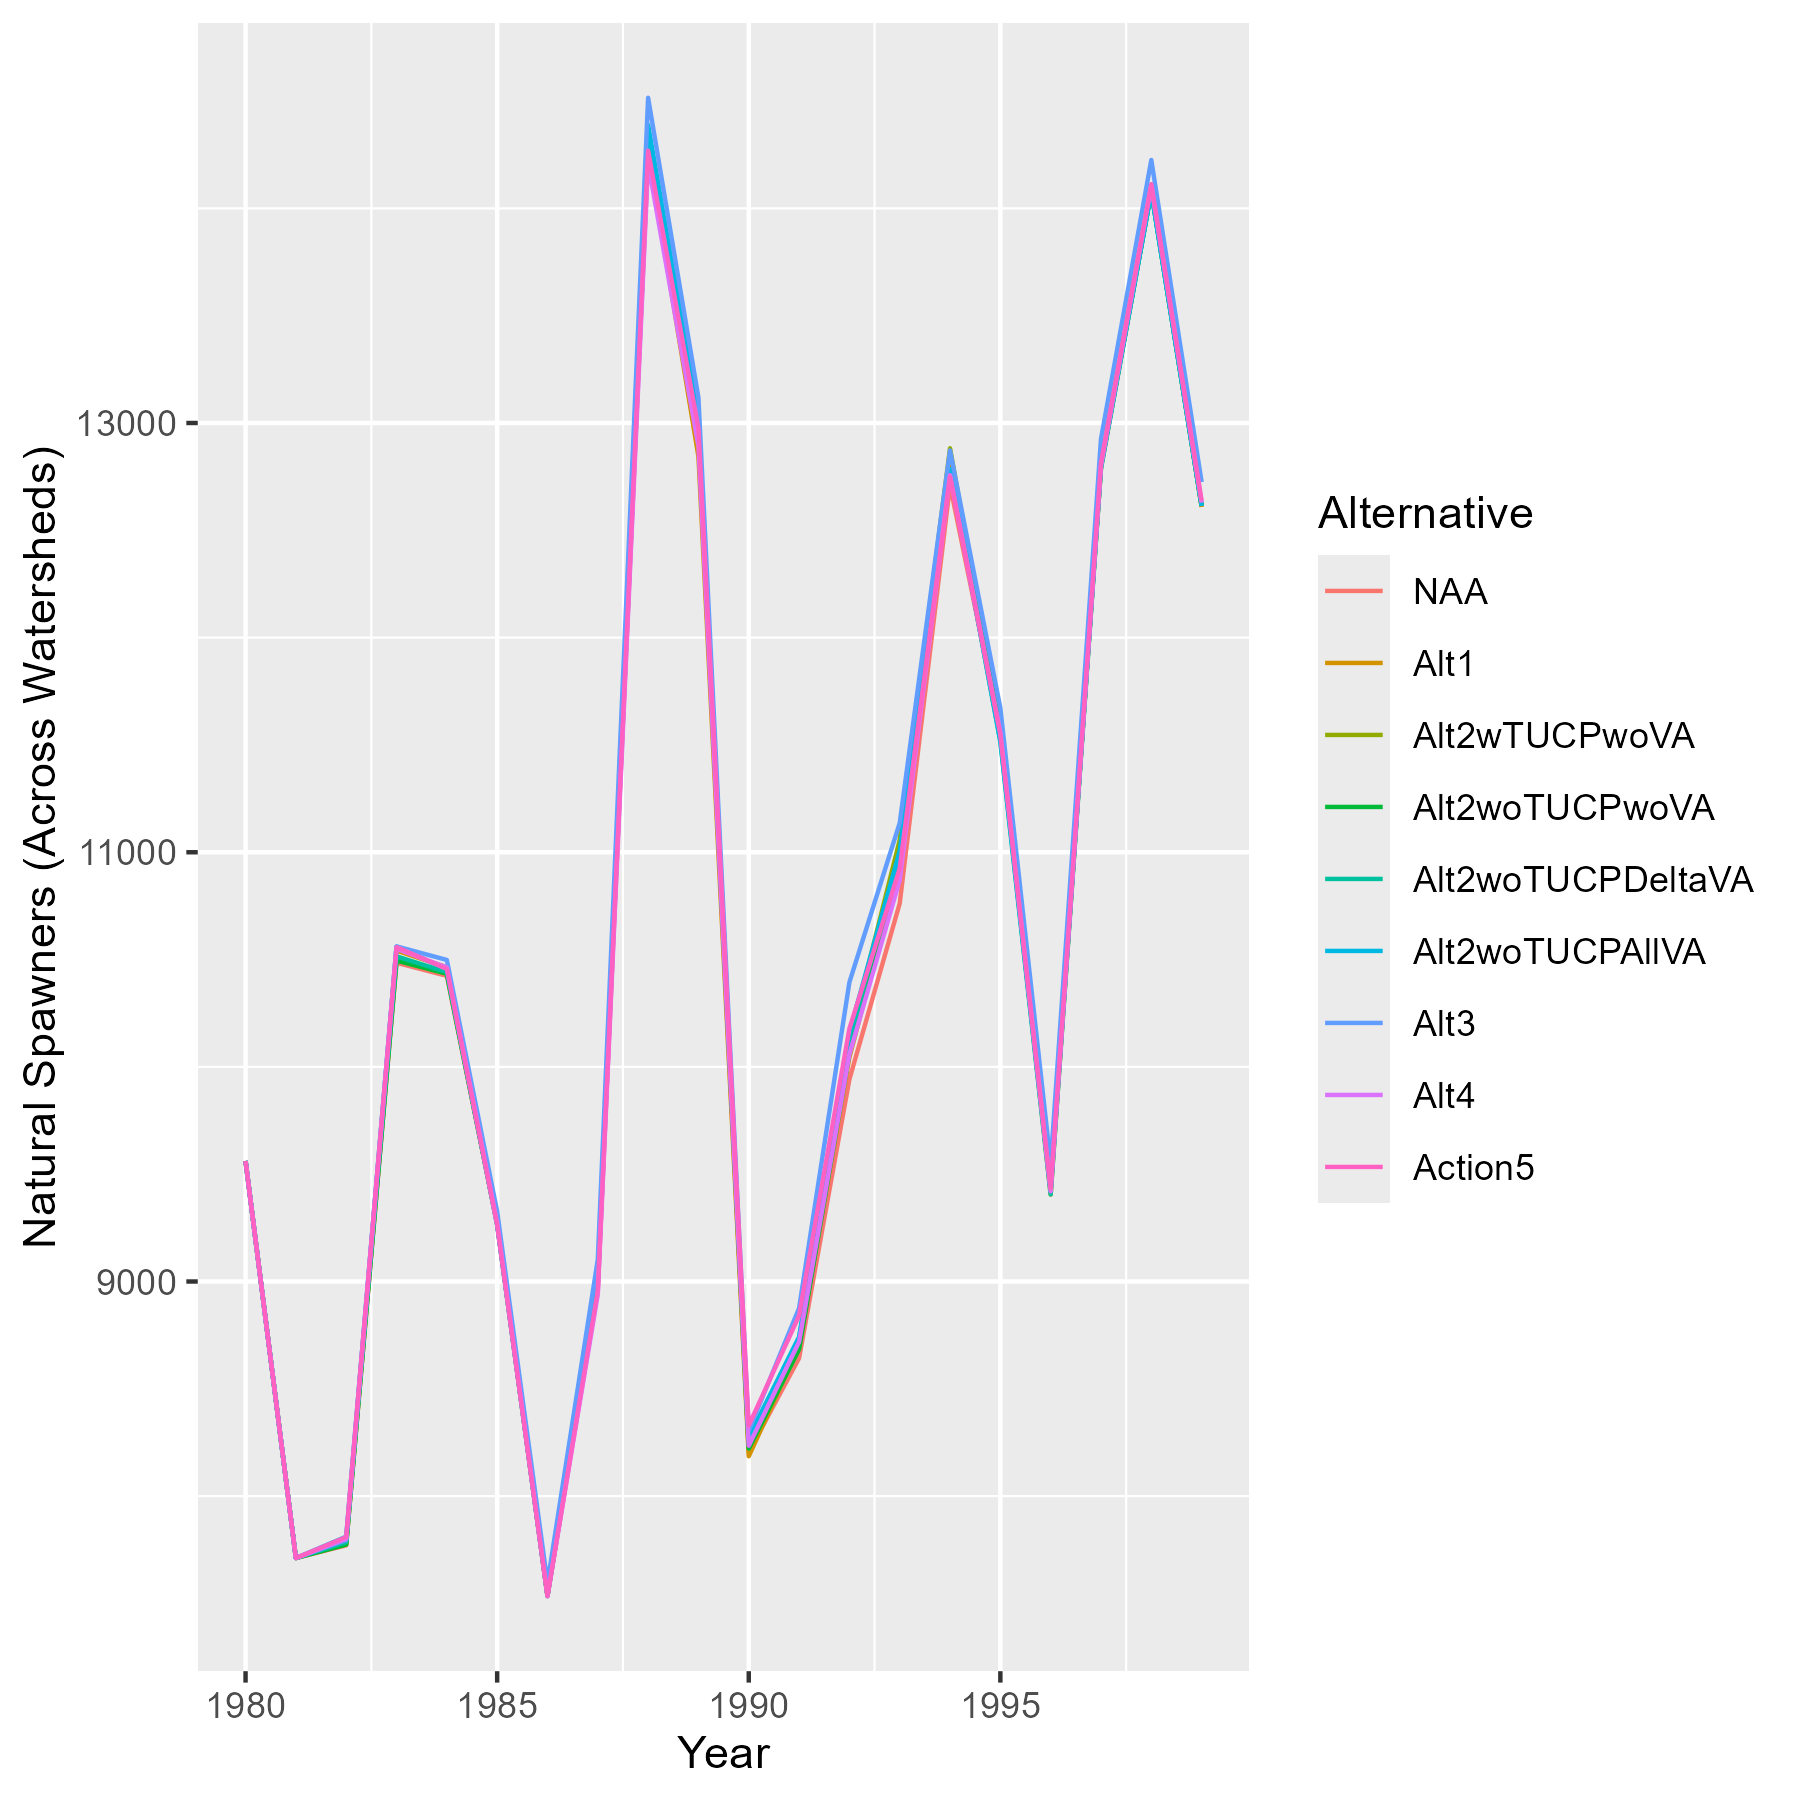 Natural Spawners (Across Watersheds)
13000
11000
9000
1980
1985
1990
1995
Year
Alternative
NAA
Alt1
Alt2wTUCPwoVA
Alt2woTUCPwoVA
Alt2woTUCPDeltaVA
Alt2woTUCPAllVA
Alt3
Alt4
Action5